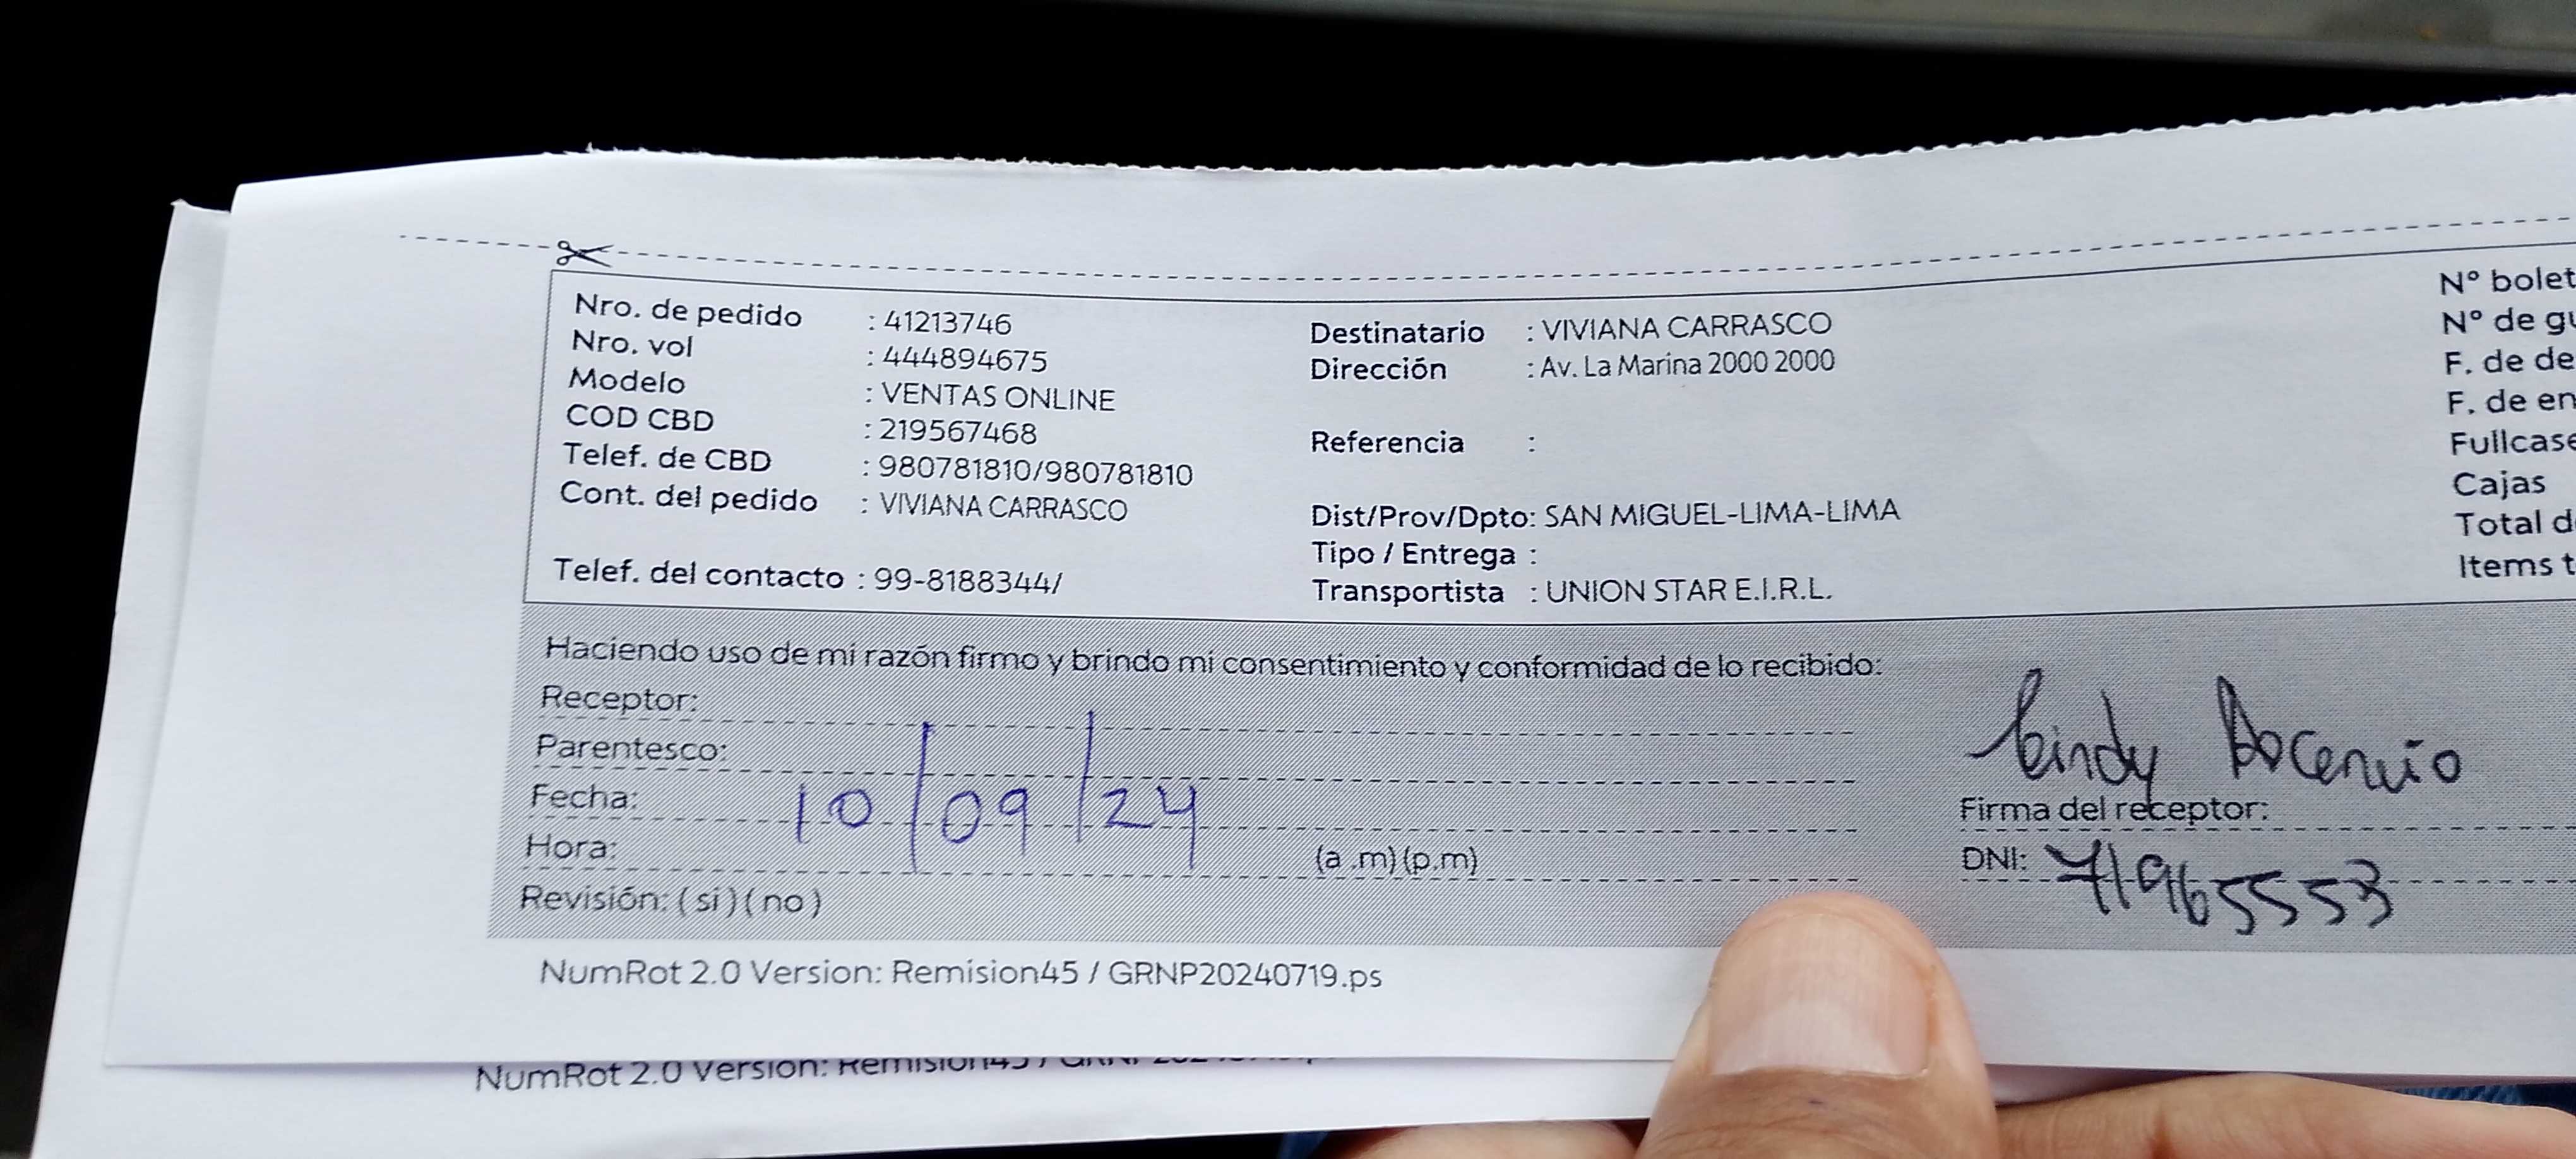 Nro. de pedido : 41213746
Nro. vol : 444894675
Modelo : VENTAS ONLINE
COD CBD : 219567468
Telef. de CBD : 980781810/980781810
Cont. del pedido : VIVIANA CARRASCO
Telef. del contacto : 99-8188344/
Destinatario : VIVIANA CARRASCO
Dirección : Av. La Marina 2000 2000
Referencia :
Dist/Prov/Dpto: SAN MIGUEL-LIMA-LIMA
Tipo / Entrega :
Transportista : UNION STAR E.I.R.L.
N° bolet
N° de gu
F. de de
F. de en
Fullcase
Cajas
Total d
Items t
Haciendo uso de mi razón firmo y brindo mi consentimiento y conformidad de lo recibido:
Receptor:
Parentesco:
Fecha: 10/09/24
Hora: (a .m)(p.m)
Revisión: ( si )( no )
Cindy
Firma del receptor:
DNI: 71965553
NumRot 2.0 Version: Remision45 / GRNP20240719.ps
NumRot 2.0 Version: Remision45 /